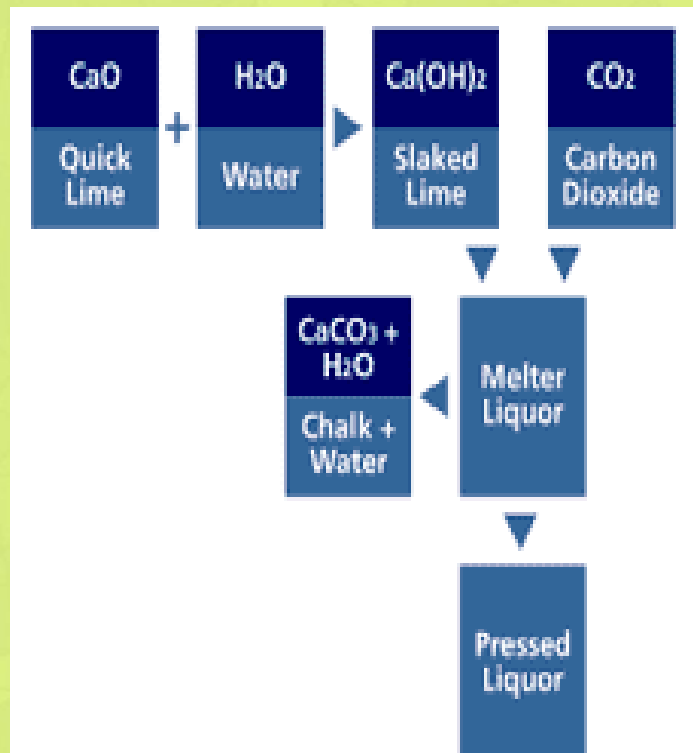 CaO
Quick
Lime
+
H₂O
Water
Ca(OH)₂
Slaked
Lime
CO₂
Carbon
Dioxide
CaCO₃ +
H₂O
Chalk +
Water
Melter
Liquor
Pressed
Liquor